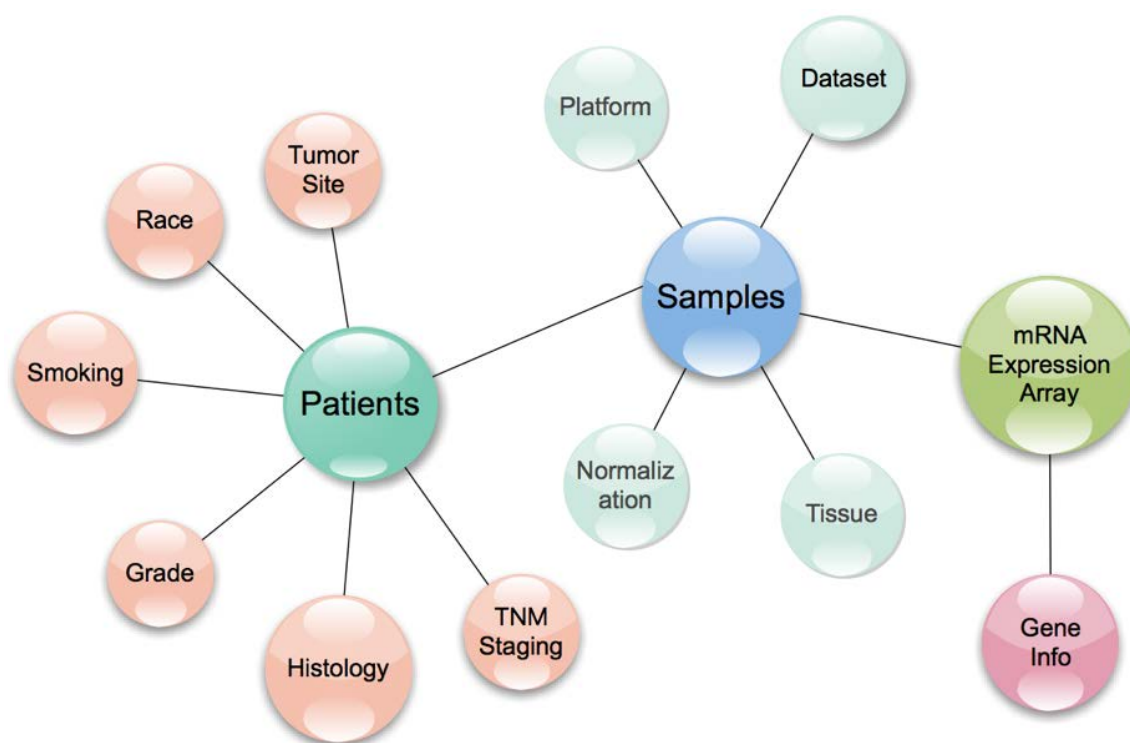 Platform
Dataset
Tumor
Site
Race
Samples
mRNA
Expression
Array
Smoking
Patients
Normaliz
ation
Tissue
Grade
TNM
Staging
Histology
Gene
Info